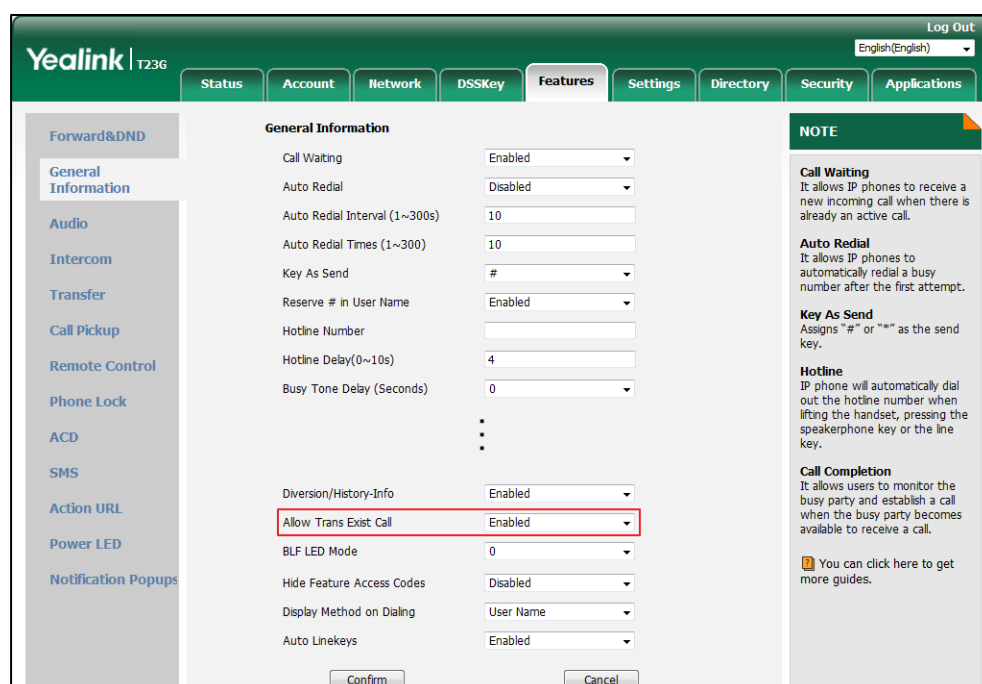 Log Out
Yealink T23G
English(English)
Status Account Network DSSKey Features Settings Directory Security Applications
Forward&DND
General
Information
Audio
Intercom
Transfer
Call Pickup
Remote Control
Phone Lock
ACD
SMS
Action URL
Power LED
Notification Popups
General Information
Call Waiting Enabled
Auto Redial Disabled
Auto Redial Interval (1~300s) 10
Auto Redial Times (1~300) 10
Key As Send #
Reserve # in User Name Enabled
Hotline Number
Hotline Delay(0~10s) 4
Busy Tone Delay (Seconds) 0
Diversion/History-Info Enabled
Allow Trans Exist Call Enabled
BLF LED Mode 0
Hide Feature Access Codes Disabled
Display Method on Dialing User Name
Auto Linekeys Enabled
Confirm Cancel
NOTE
Call Waiting
It allows IP phones to receive a
new incoming call when there is
already an active call.
Auto Redial
It allows IP phones to
automatically redial a busy
number after the first attempt.
Key As Send
Assigns "#" or "*" as the send
key.
Hotline
IP phone will automatically dial
out the hotline number when
lifting the handset, pressing the
speakerphone key or the line
key.
Call Completion
It allows users to monitor the
busy party and establish a call
when the busy party becomes
available to receive a call.
You can click here to get
more guides.